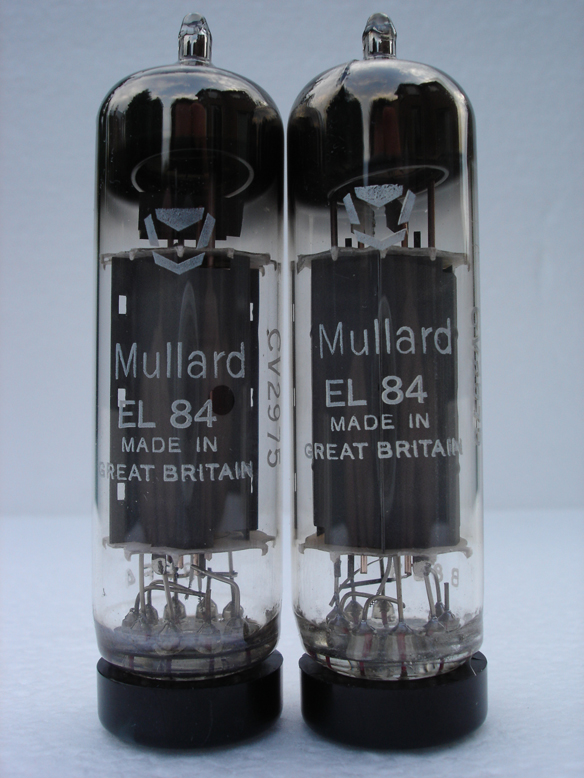 Mullard
EL 84
MADE IN
GREAT BRITAIN
CV2975
Mullard
EL 84
MADE IN
GREAT BRITAIN